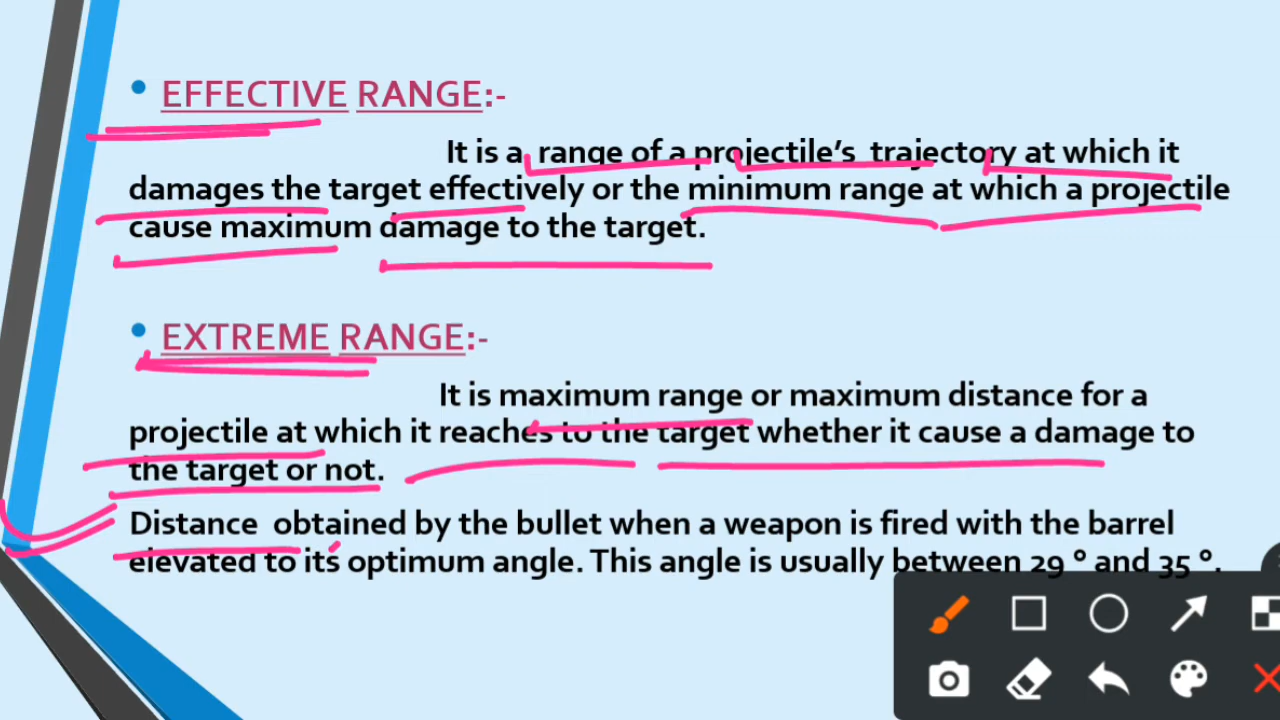 • EFFECTIVE RANGE:-
It is a range of a projectile’s trajectory at which it
damages the target effectively or the minimum range at which a projectile
cause maximum damage to the target.
• EXTREME RANGE:-
It is maximum range or maximum distance for a
projectile at which it reaches to the target whether it cause a damage to
the target or not.
Distance obtained by the bullet when a weapon is fired with the barrel
elevated to its optimum angle. This angle is usually between 29 ° and 35 °.